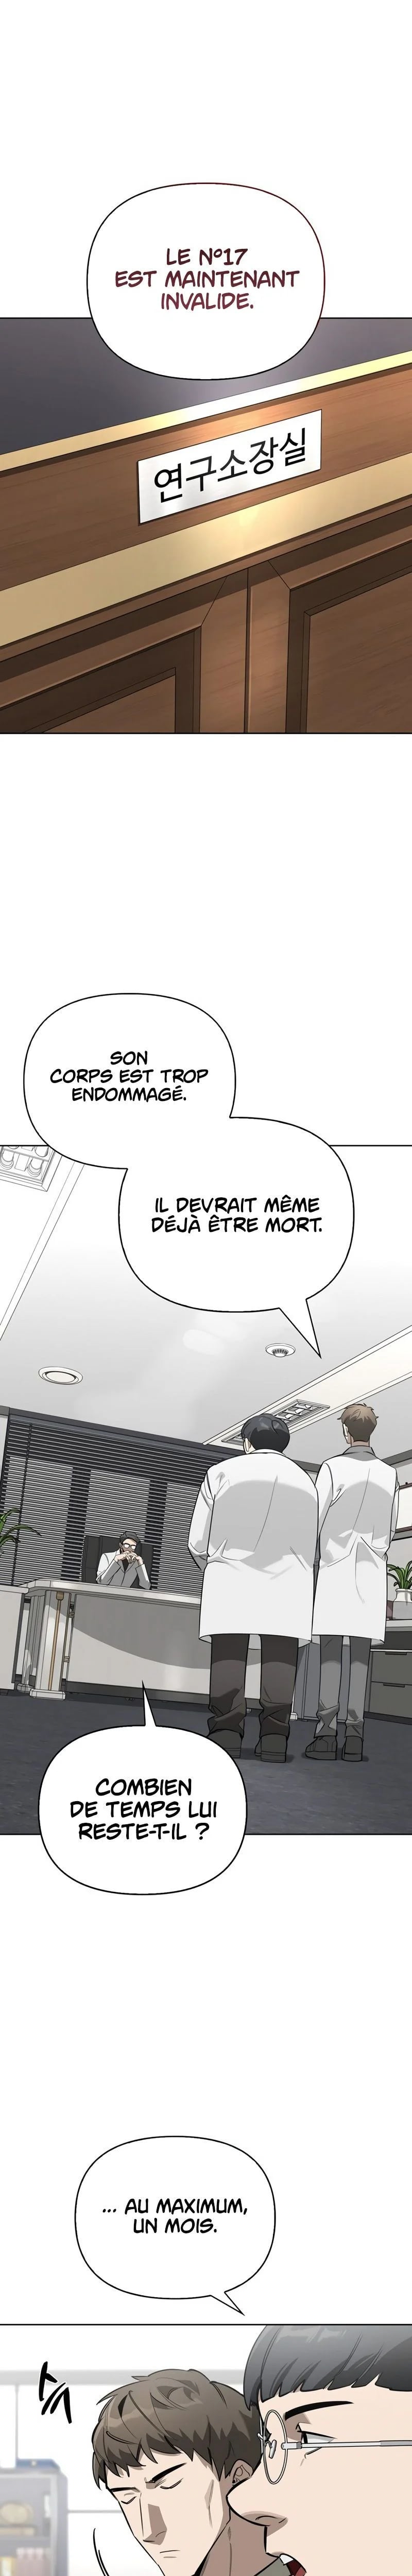 LE Nº17
EST MAINTENANT
INVALIDE.
연구소장실
SON
CORPS EST TROP
ENDOMMAGÉ.
IL DEVRAIT MÊME
DÉJÀ ÊTRE MORT.
COMBIEN
DE TEMPS LUI
RESTE-T-IL ?
... AU MAXIMUM,
UN MOIS.